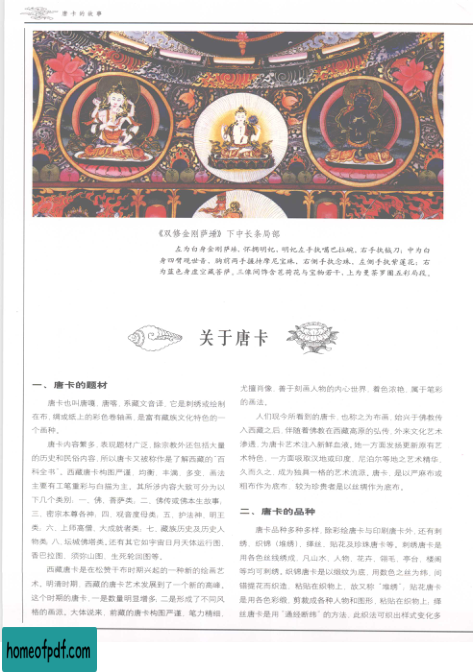 唐卡的故事
《双修金刚萨埵》下中长条局部
左为白身金刚萨埵,怀拥明妃,明妃左手执嘎巴拉碗,右手执钺刀;中为白
身四臂观世音,胸前两手握持摩尼宝珠,右侧手执念珠,左侧手执紫莲花;右
为蓝色身虚空藏菩萨,三像间饰舍瓦荷花与宝物若干,上为曼荼罗圈五彩局段。
关于唐卡
一、唐卡的题材
唐卡也叫唐嘎、唐喀,系藏文音译,它是刺绣或绘制
在布、绸或纸上的彩色卷轴画,是富有藏族文化特色的一
个画种。
唐卡内容繁多,表现题材广泛,除宗教外还包括大量
的历史和民俗内容,所以唐卡又被称作是了解西藏的“百
科全书”。西藏唐卡构图严谨、均衡、丰满、多变,画法
主要有工笔重彩与白描为主。其所涉内容大致可分为以
下几个类别:一、佛、菩萨类,二、佛传或佛本生故事,
三、密宗本尊各神,四、观音度母类,五、护法神、明王
类,六、上师高僧、大成就者类,七、藏族历史及历史人
物类,八、坛城佛塔类。还有其它如宇宙日月天体运行图、
香巴拉图、须弥山图、生死轮回图等。
西藏唐卡是在松赞干布时期兴起的一种新的绘画艺
术。明清时期,西藏的唐卡艺术发展到了一个新的高峰。
这个时期的唐卡,一是数量明显增多,二是形成了不同风
格的画派。大体说来,前藏的唐卡构图严谨、笔力精细,
尤擅肖像,善于刻画人物的内心世界;着色浓艳,属于笔彩
的画法。
人们现今所看到的唐卡,也称之为布画,始兴于佛教传
入西藏之后,伴随着佛教在西藏高原的弘传,外来文化艺术
渗透,为唐卡艺术注入新鲜血液。她一方面发扬更新原有艺
术特色,一方面吸取汉地或印度、尼泊尔等地之艺术精华,
久而久之,成为独具一格的艺术流派。唐卡,是以严麻布或
粗布作为底布,较为珍贵者是以丝绸作为底布。
二、唐卡的品种
唐卡品种多种多样,除彩绘唐卡与印刷唐卡外,还有刺
绣、织锦(堆绣)、缂丝、贴花及珍珠唐卡等。刺绣唐卡是
用各色丝线绣成,凡山水、人物、花卉、翎毛、亭台、楼阁
等均可刺绣。织锦唐卡是以缎纹为底,用数色之丝为纬,间
错提花而织造,粘贴在织物上,故又称“堆绣”。贴花唐卡
是用各色彩缎,剪裁成各种人物和图形,粘贴在织物上。缂
丝唐卡是用“通经断纬”的方法,此织法可织出样式变化多
homeofpdf.com